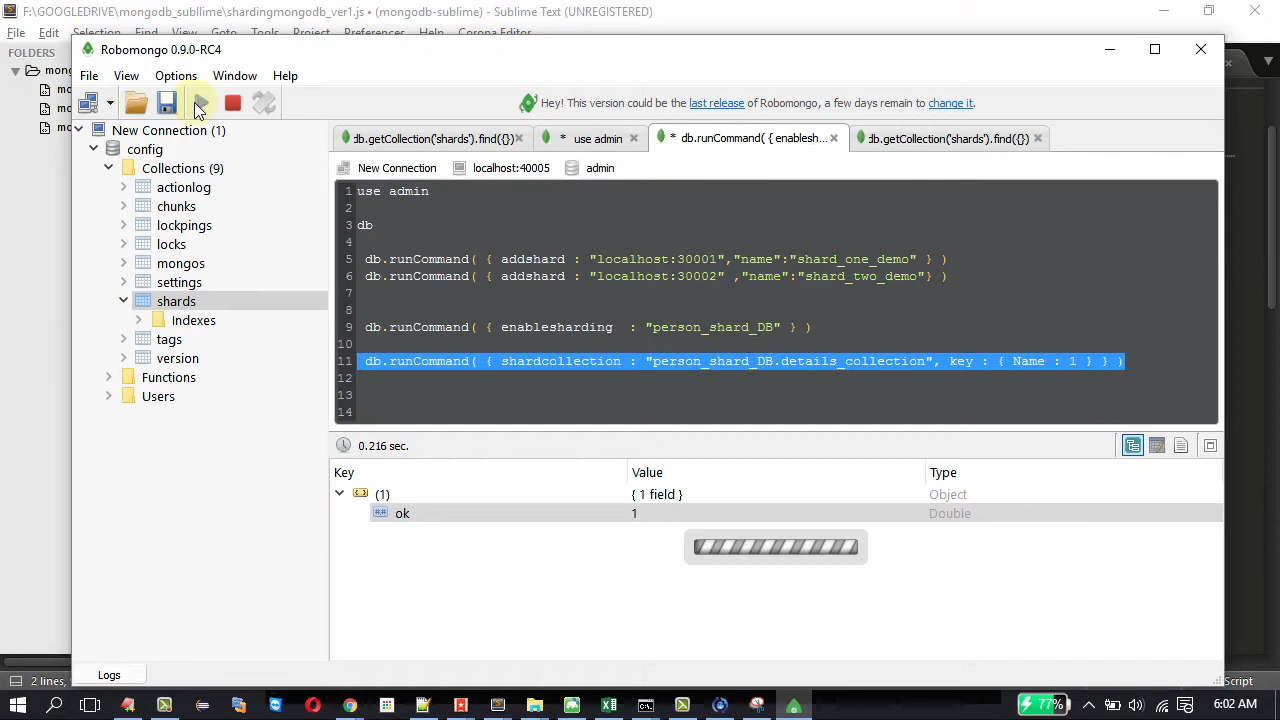 F:\GOOGLEDRIVE\mongodb_subllime\shardingmongodb_ver1.js • (mongodb-sublime) - Sublime Text (UNREGISTERED)
File Edit Selection Find View Goto Tools Project Preferences Help Corona Editor
FOLDERS
Robomongo 0.9.0-RC4
File View Options Window Help
Hey! This version could be the last release of Robomongo, a few days remain to change it.
New Connection (1)
config
Collections (9)
actionlog
chunks
lockpings
locks
mongos
settings
shards
Indexes
tags
version
Functions
Users
db.getCollection('shards').find({})
* use admin
* db.runCommand( { enablesh...
db.getCollection('shards').find({})
New Connection localhost:40005 admin
1 use admin
2
3 db
4
5 db.runCommand( { addshard : "localhost:30001","name":"shard_one_demo" } )
6 db.runCommand( { addshard : "localhost:30002" ,"name":"shard_two_demo"} )
7
8
9 db.runCommand( { enablesharding : "person_shard_DB" } )
10
11 db.runCommand( { shardcollection : "person_shard_DB.details_collection", key : { Name : 1 } } )
12
13
14
0.216 sec.
Key Value Type
(1) { 1 field } Object
ok 1 Double
Logs
2 lines,
77%
6:02 AM